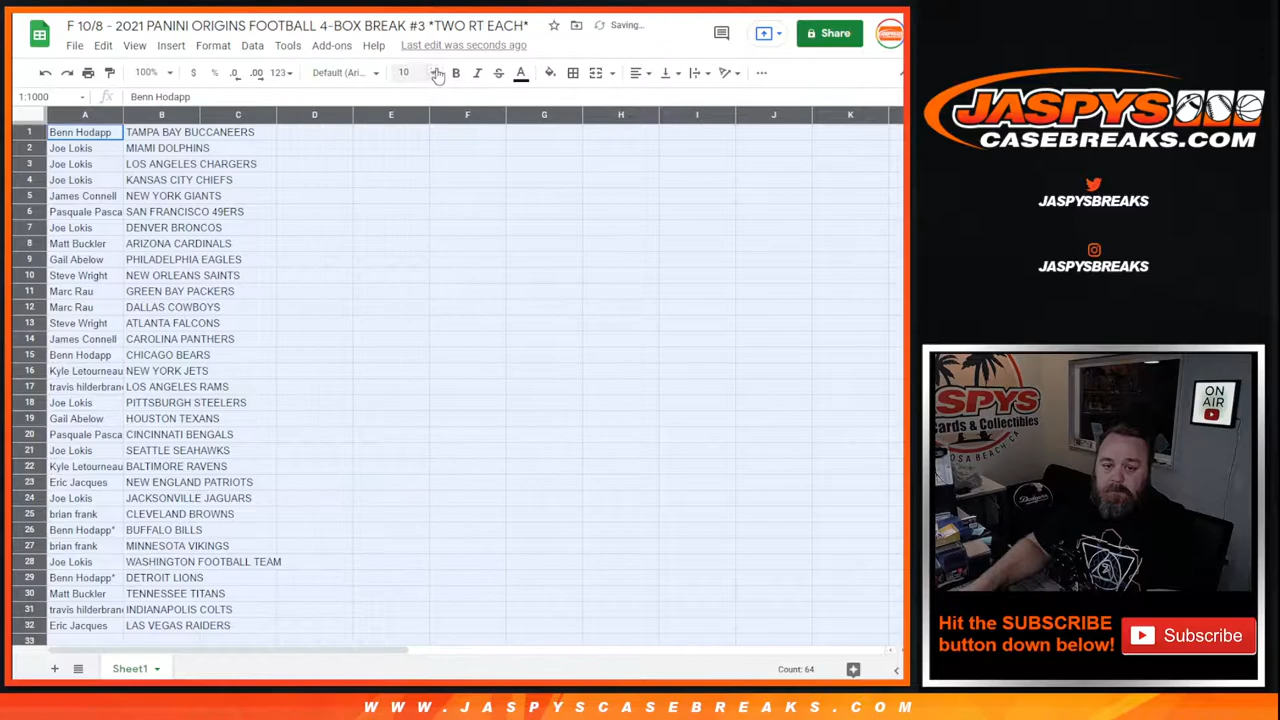 F 10/8 - 2021 PANINI ORIGINS FOOTBALL 4-BOX BREAK #3 *TWO RT EACH*
Saving...
File Edit View Insert Format Data Tools Add-ons Help Last edit was seconds ago
Share
100% $ % .0 .00 123 Default (Ari... 10 B I S A
1:1000 fx Benn Hodapp
A B C D E F G H I J K
1 Benn Hodapp TAMPA BAY BUCCANEERS
2 Joe Lokis MIAMI DOLPHINS
3 Joe Lokis LOS ANGELES CHARGERS
4 Joe Lokis KANSAS CITY CHIEFS
5 James Connell NEW YORK GIANTS
6 Pasquale Pasca SAN FRANCISCO 49ERS
7 Joe Lokis DENVER BRONCOS
8 Matt Buckler ARIZONA CARDINALS
9 Gail Abelow PHILADELPHIA EAGLES
10 Steve Wright NEW ORLEANS SAINTS
11 Marc Rau GREEN BAY PACKERS
12 Marc Rau DALLAS COWBOYS
13 Steve Wright ATLANTA FALCONS
14 James Connell CAROLINA PANTHERS
15 Benn Hodapp CHICAGO BEARS
16 Kyle Letourneau NEW YORK JETS
17 travis hilderbran LOS ANGELES RAMS
18 Joe Lokis PITTSBURGH STEELERS
19 Gail Abelow HOUSTON TEXANS
20 Pasquale Pasca CINCINNATI BENGALS
21 Joe Lokis SEATTLE SEAHAWKS
22 Kyle Letourneau BALTIMORE RAVENS
23 Eric Jacques NEW ENGLAND PATRIOTS
24 Joe Lokis JACKSONVILLE JAGUARS
25 brian frank CLEVELAND BROWNS
26 Benn Hodapp* BUFFALO BILLS
27 brian frank MINNESOTA VIKINGS
28 Joe Lokis WASHINGTON FOOTBALL TEAM
29 Benn Hodapp* DETROIT LIONS
30 Matt Buckler TENNESSEE TITANS
31 travis hilderbran INDIANAPOLIS COLTS
32 Eric Jacques LAS VEGAS RAIDERS
33
Sheet1
Count: 64
JASPYS
CASEBREAKS.COM
JASPYSBREAKS
JASPYSBREAKS
JASPYS
Cards & Collectibles
OSA BEACH CA
ON
AIR
Dodgers
Hit the SUBSCRIBE
button down below!
Subscribe
WWW.JASPYSCASEBREAKS.COM